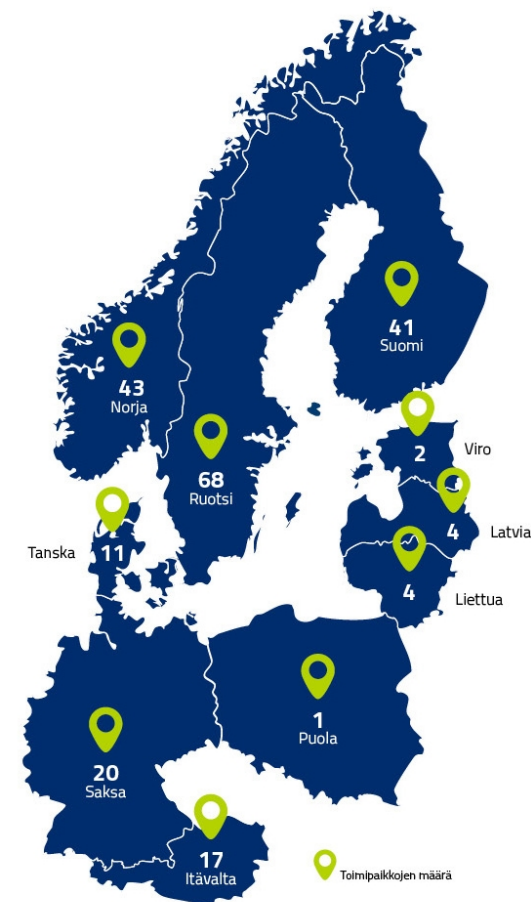 41
Suomi
43
Norja
2
Viro
68
Ruotsi
4
Latvia
Tanska
11
4
Liettua
1
Puola
20
Saksa
17
Itävalta
Toimipaikkojen määrä